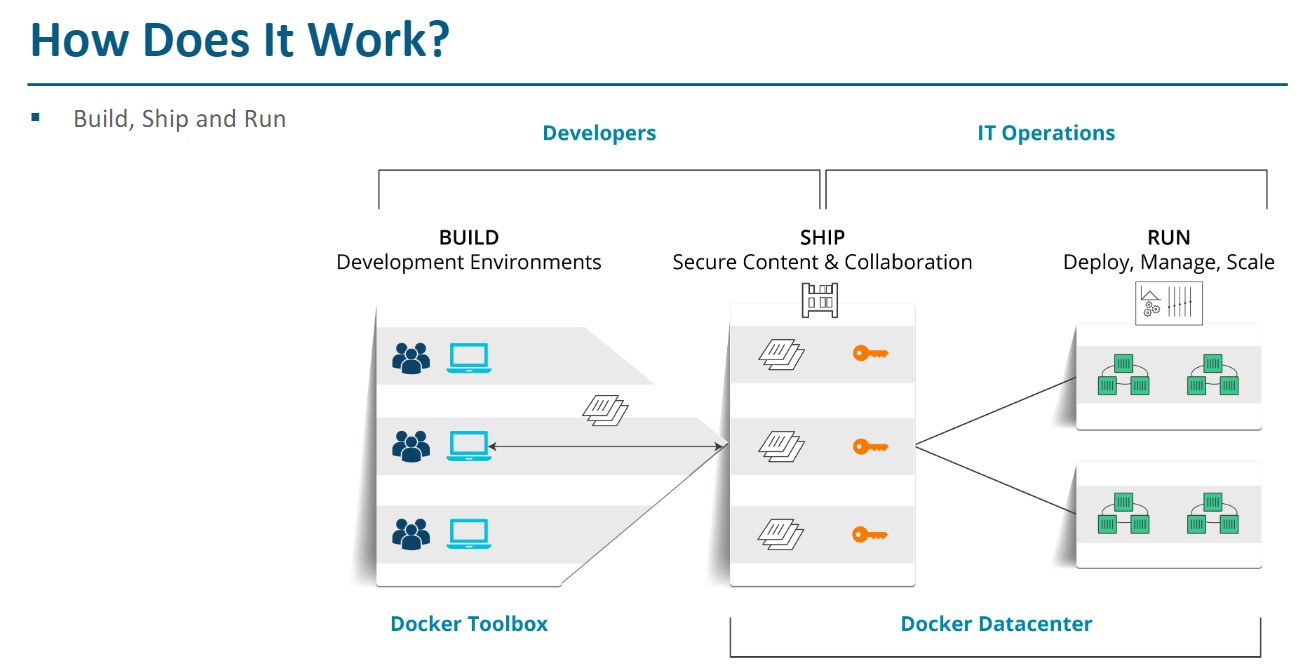 How Does It Work?
Build, Ship and Run
Developers
IT Operations
BUILD
Development Environments
SHIP
Secure Content & Collaboration
RUN
Deploy, Manage, Scale
Docker Toolbox
Docker Datacenter